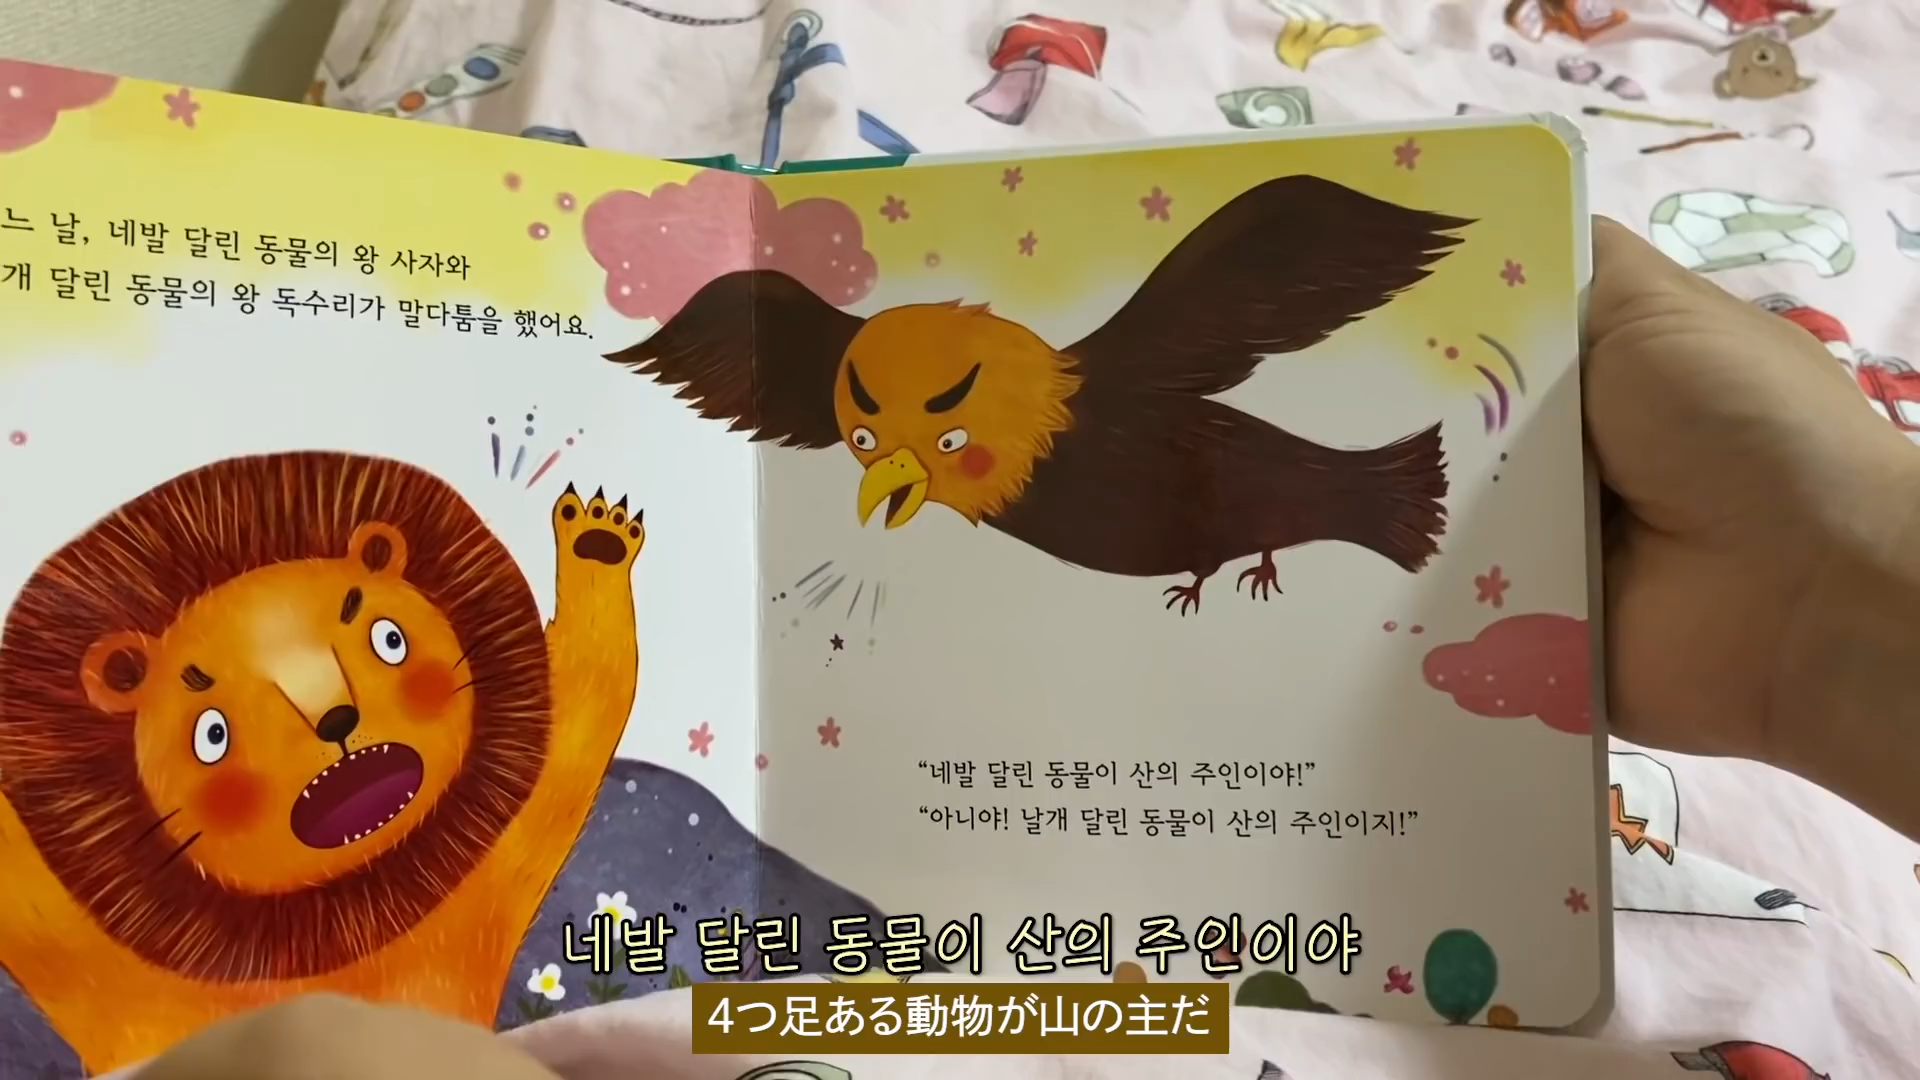 느 날, 네발 달린 동물의 왕 사자와
개 달린 동물의 왕 독수리가 말다툼을 했어요.
“네발 달린 동물이 산의 주인이야!”
“아니야! 날개 달린 동물이 산의 주인이지!”
네발 달린 동물이 산의 주인이야
4つ足ある動物が山の主だ